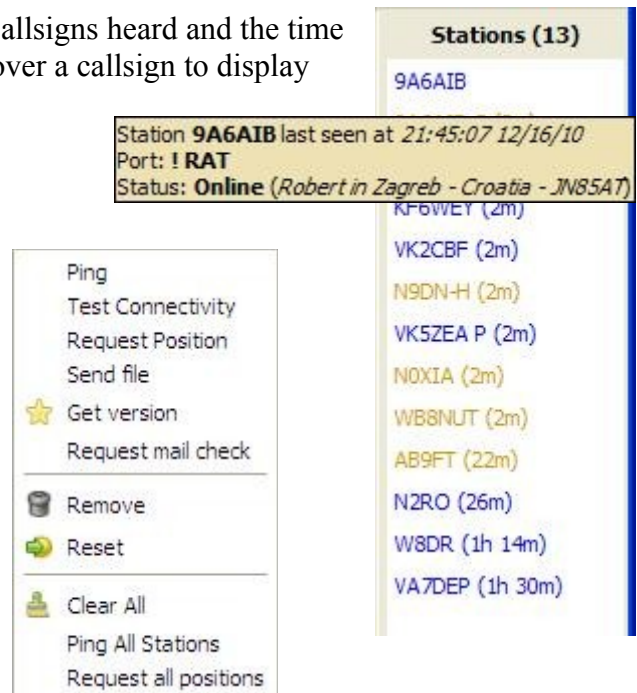 allsigns heard and the time
over a callsign to display
Stations (13)
9A6AIB
Station 9A6AIB last seen at 21:45:07 12/16/10
Port: ! RAT
Status: Online (Robert in Zagreb - Croatia - JN85AT)
KF6WEY (2m)
VK2CBF (2m)
N9DN-H (2m)
VK5ZEA P (2m)
N0XIA (2m)
WB8NUT (2m)
AB9FT (22m)
N2RO (26m)
W8DR (1h 14m)
VA7DEP (1h 30m)
Ping
Test Connectivity
Request Position
Send file
Get version
Request mail check
Remove
Reset
Clear All
Ping All Stations
Request all positions